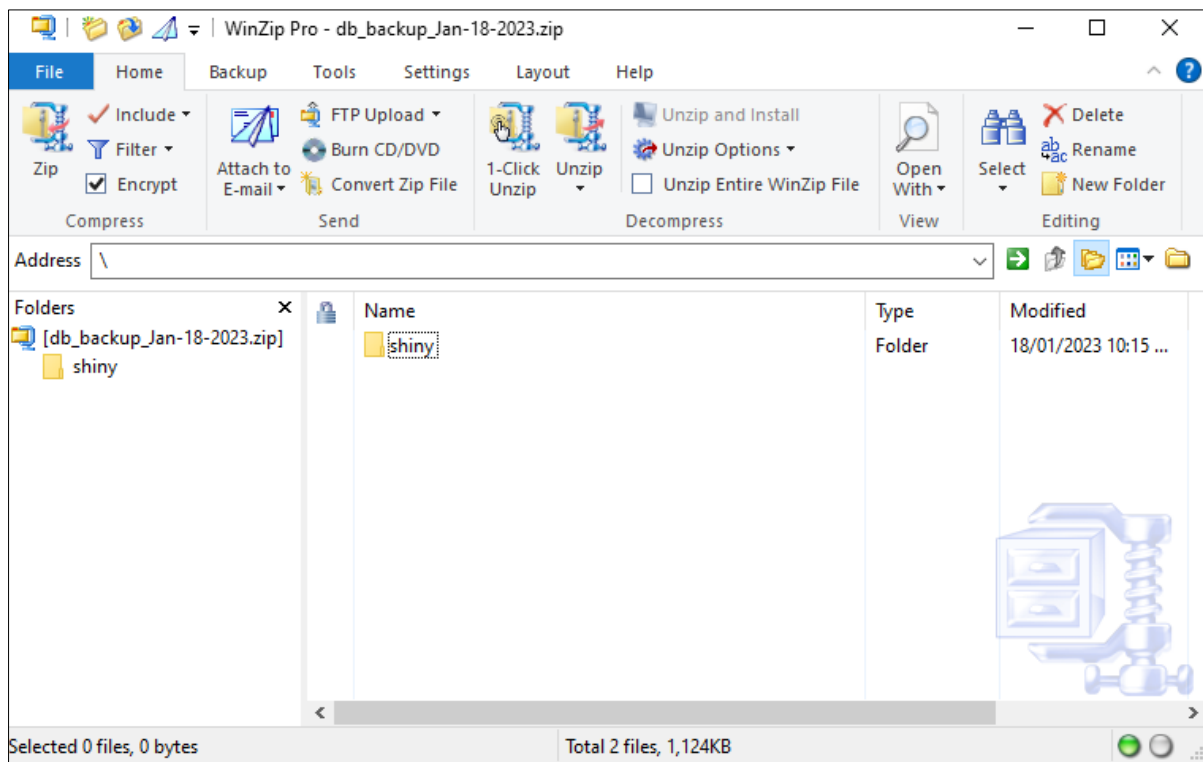 WinZip Pro - db_backup_Jan-18-2023.zip
File Home Backup Tools Settings Layout Help
Zip
Include
Filter
Encrypt
Compress
Attach to
E-mail
FTP Upload
Burn CD/DVD
Convert Zip File
Send
1-Click
Unzip
Unzip
Unzip and Install
Unzip Options
Unzip Entire WinZip File
Decompress
Open
With
View
Select
Delete
Rename
New Folder
Editing
Address \
Folders
[db_backup_Jan-18-2023.zip]
shiny
Name Type Modified
shiny Folder 18/01/2023 10:15 ...
Selected 0 files, 0 bytes Total 2 files, 1,124KB